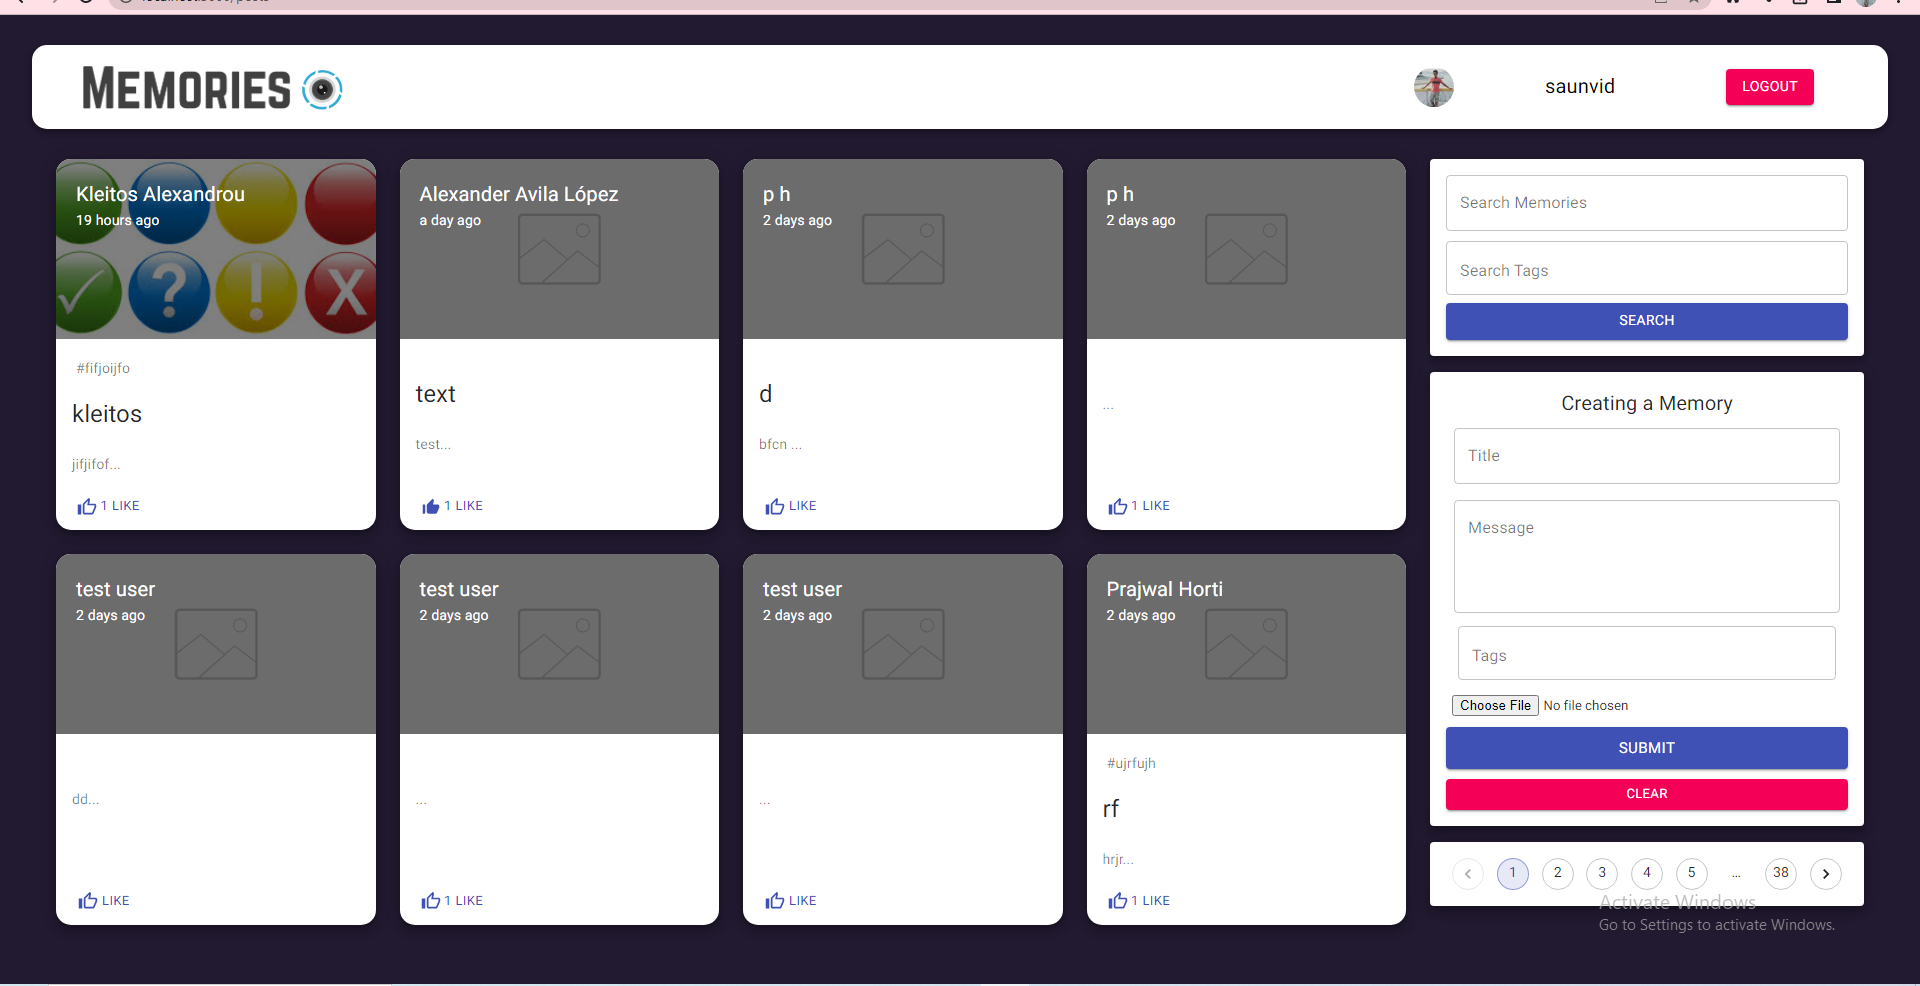 MEMORIES
saunvid
LOGOUT
Kleitos Alexandrou
19 hours ago
#fifjoijfo
kleitos
jifjifof...
1 LIKE
Alexander Avila López
a day ago
text
test...
1 LIKE
p h
2 days ago
d
bfcn ...
LIKE
p h
2 days ago
...
1 LIKE
test user
2 days ago
dd...
LIKE
test user
2 days ago
...
1 LIKE
test user
2 days ago
...
LIKE
Prajwal Horti
2 days ago
#ujrfujh
rf
hrjr...
1 LIKE
Search Memories
Search Tags
SEARCH
Creating a Memory
Title
Message
Tags
Choose File No file chosen
SUBMIT
CLEAR
1 2 3 4 5 ... 38
Activate Windows
Go to Settings to activate Windows.